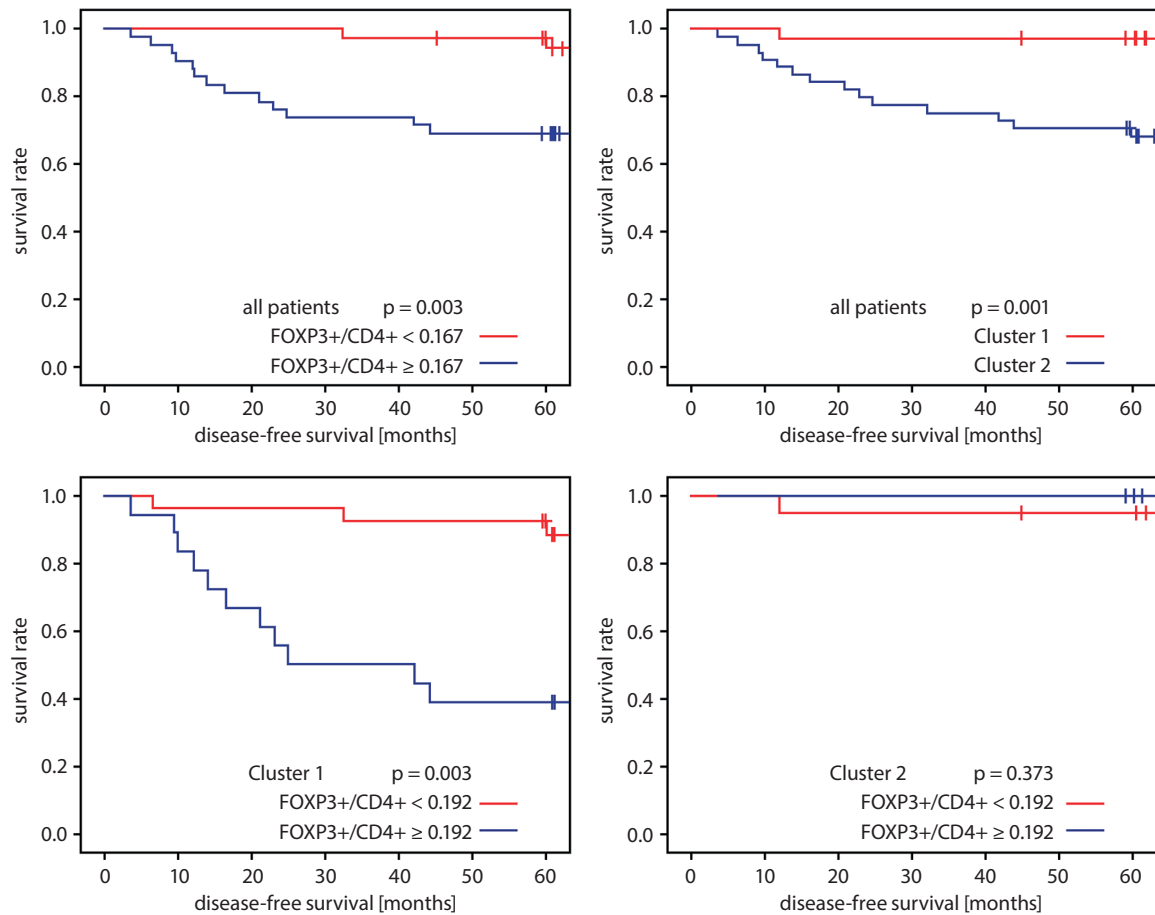 1.0
0.8
0.6
0.4
0.2
0.0
survival rate
all patients p = 0.003
FOXP3+/CD4+ < 0.167
FOXP3+/CD4+ ≥ 0.167
0 10 20 30 40 50 60
disease-free survival [months]
1.0
0.8
0.6
0.4
0.2
0.0
survival rate
all patients p = 0.001
Cluster 1
Cluster 2
0 10 20 30 40 50 60
disease-free survival [months]
1.0
0.8
0.6
0.4
0.2
0.0
survival rate
Cluster 1 p = 0.003
FOXP3+/CD4+ < 0.192
FOXP3+/CD4+ ≥ 0.192
0 10 20 30 40 50 60
disease-free survival [months]
1.0
0.8
0.6
0.4
0.2
0.0
survival rate
Cluster 2 p = 0.373
FOXP3+/CD4+ < 0.192
FOXP3+/CD4+ ≥ 0.192
0 10 20 30 40 50 60
disease-free survival [months]